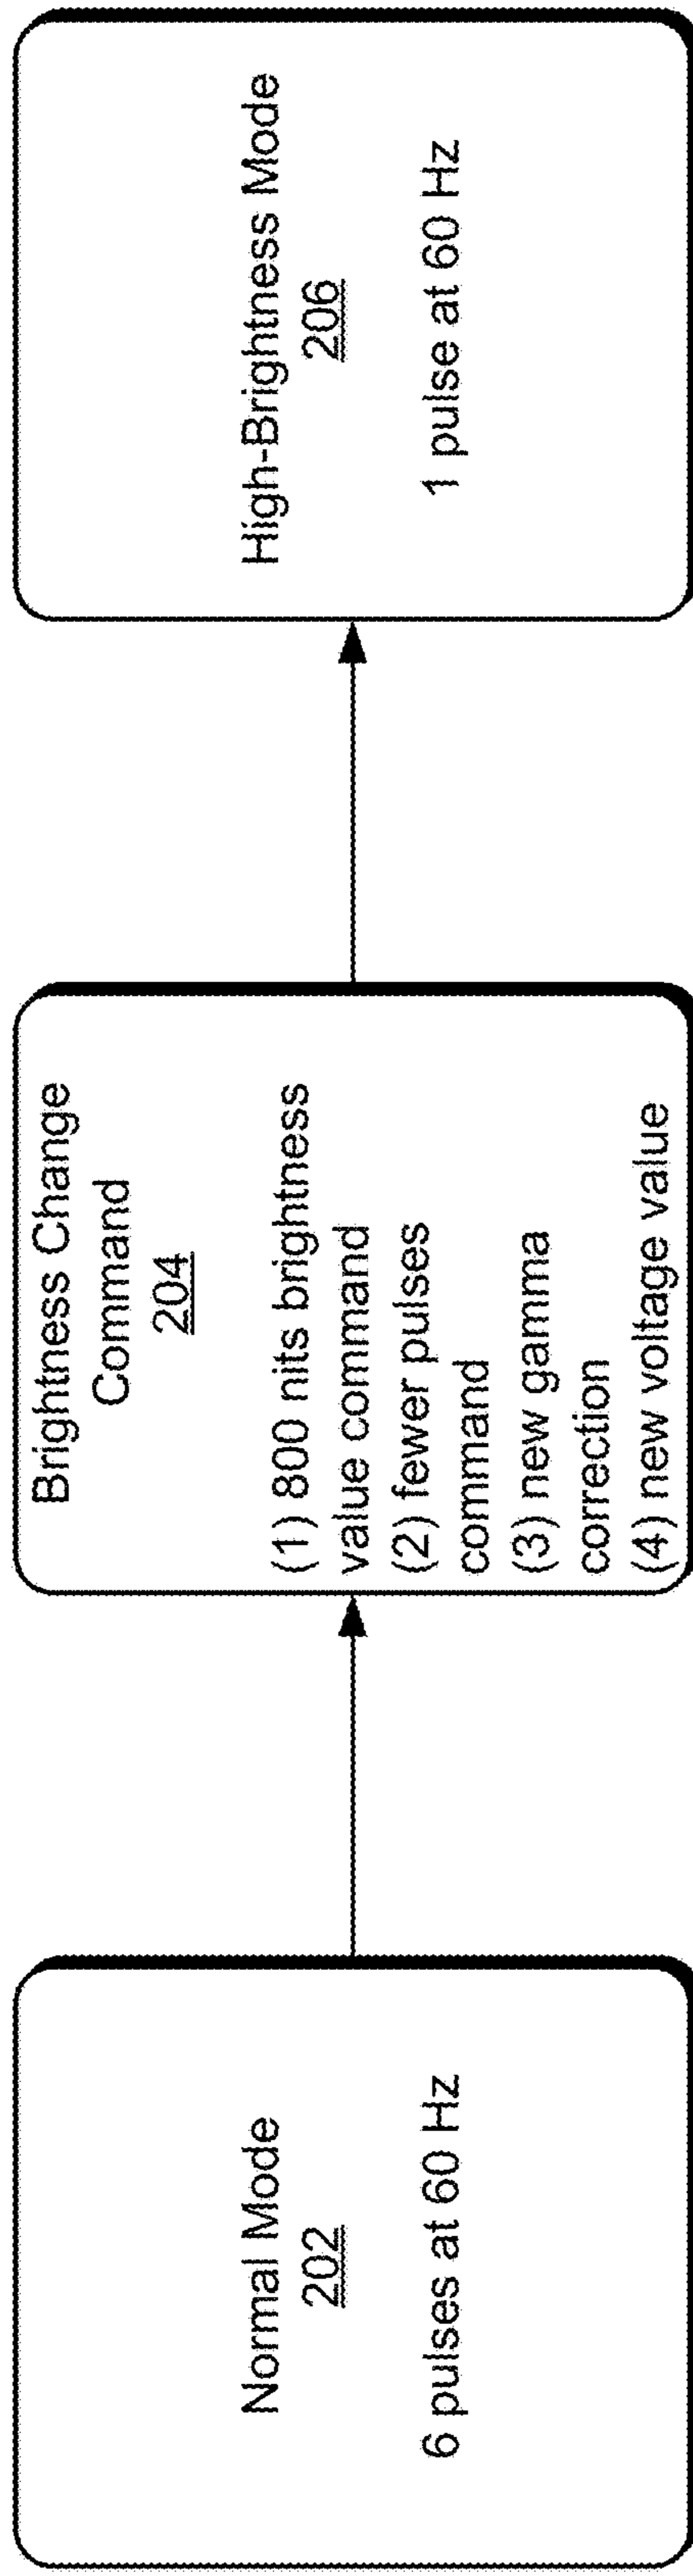 Normal Mode
202
6 pulses at 60 Hz
Brightness Change
Command
204
(1) 800 nits brightness
value command
(2) fewer pulses
command
(3) new gamma
correction
(4) new voltage value
High-Brightness Mode
206
1 pulse at 60 Hz